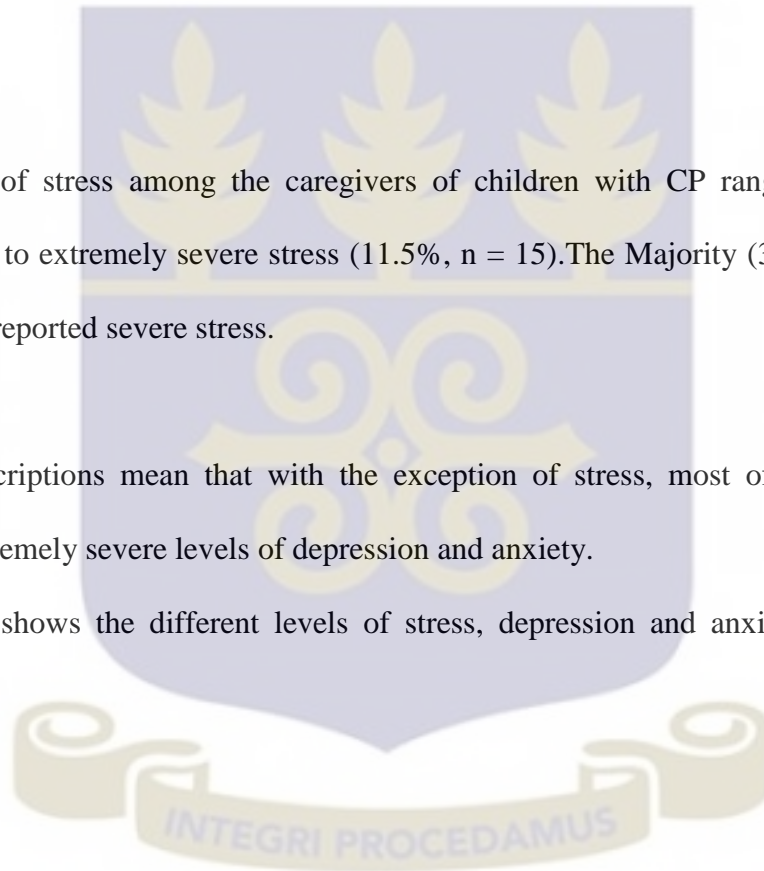 of stress among the caregivers of children with CP rang
to extremely severe stress (11.5%, n = 15).The Majority (3
reported severe stress.
criptions mean that with the exception of stress, most of
remely severe levels of depression and anxiety.
shows the different levels of stress, depression and anxi
INTEGRI PROCEDAMUS